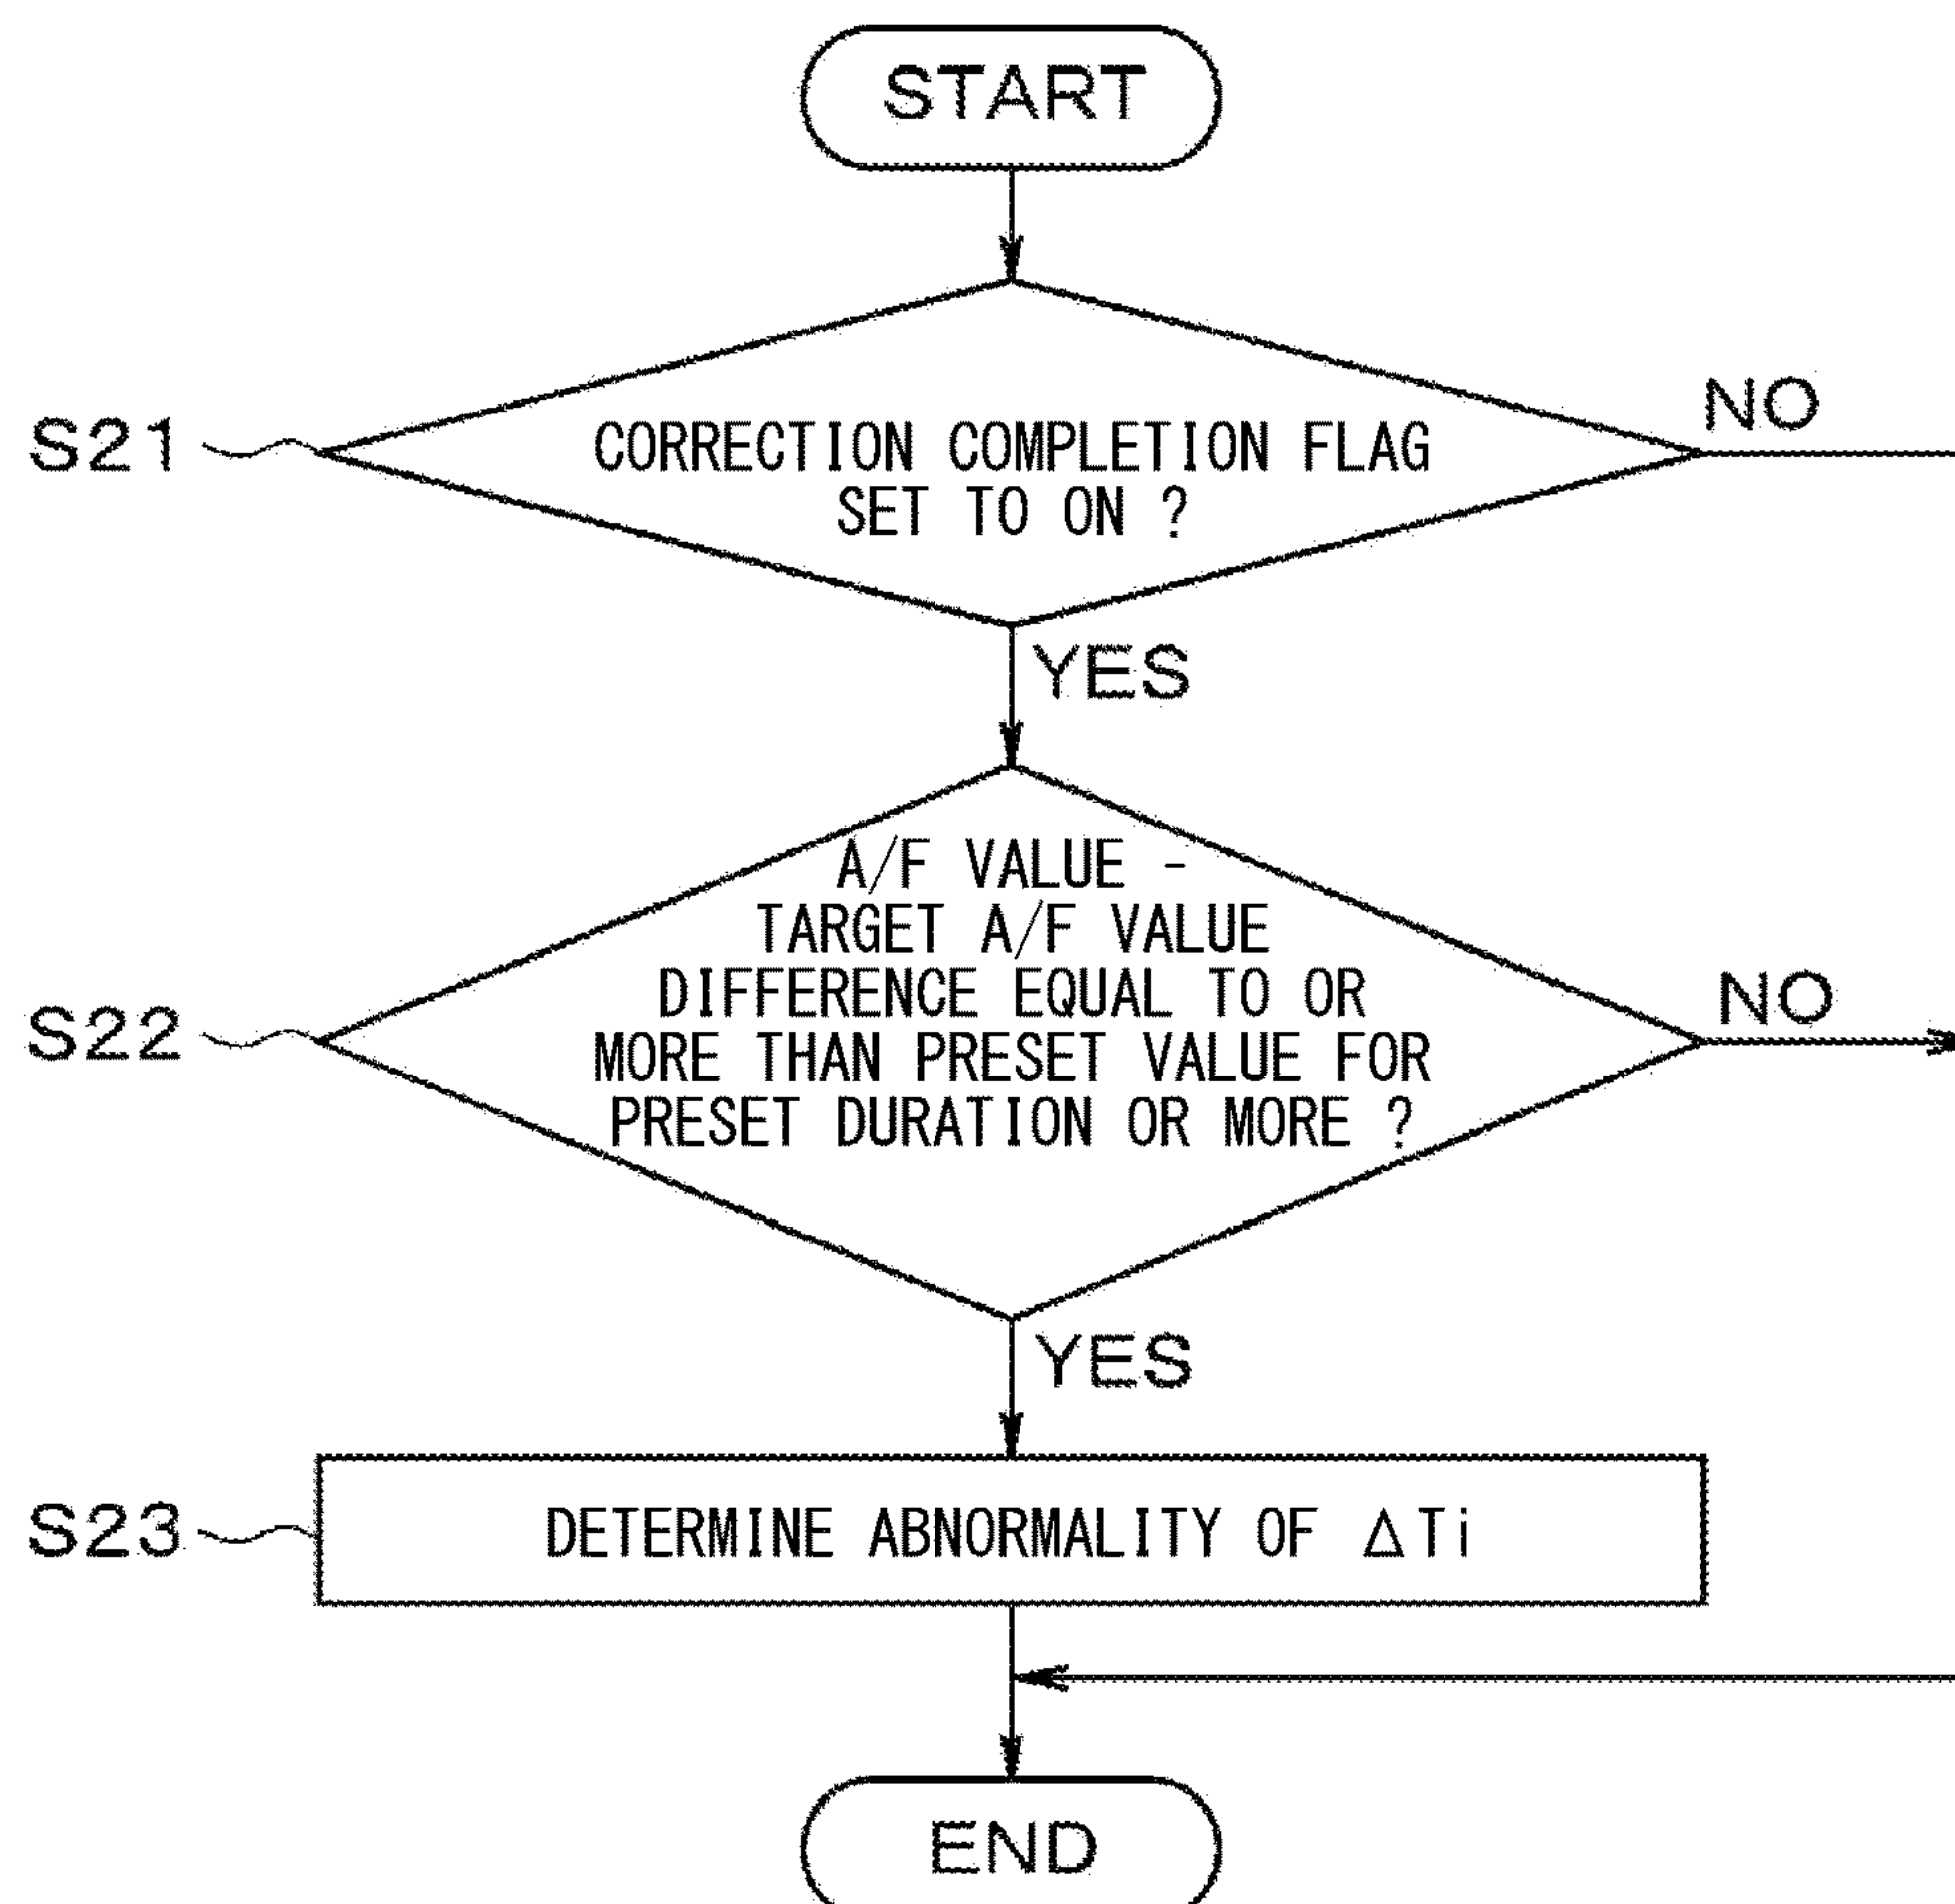 START
S21
CORRECTION COMPLETION FLAG
SET TO ON ?
NO
YES
S22
A/F VALUE -
TARGET A/F VALUE
DIFFERENCE EQUAL TO OR
MORE THAN PRESET VALUE FOR
PRESET DURATION OR MORE ?
NO
YES
S23
DETERMINE ABNORMALITY OF ΔTi
END